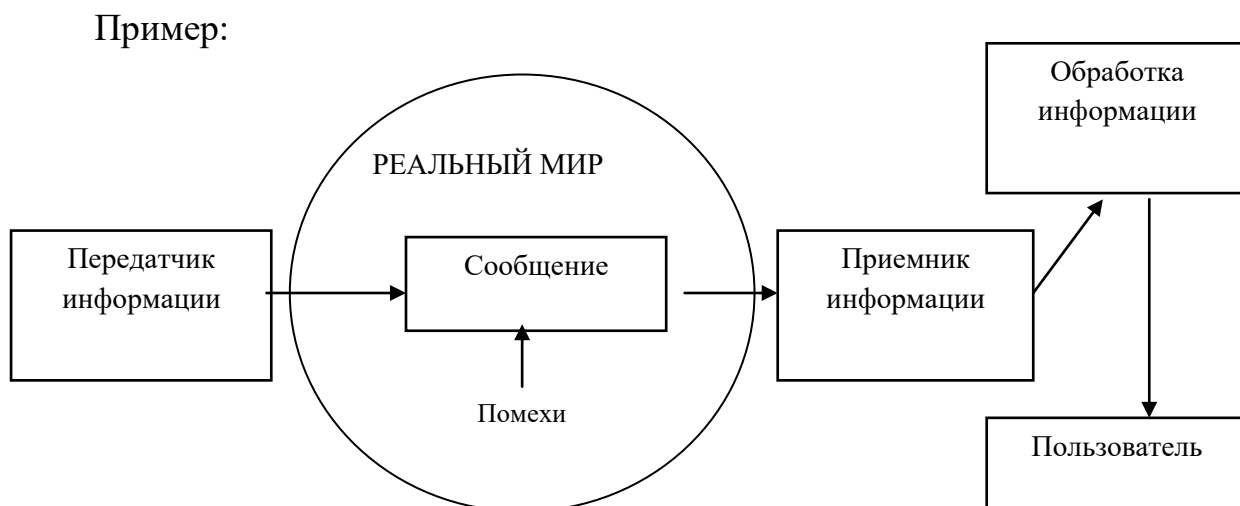 Пример:
Обработка
информации
РЕАЛЬНЫЙ МИР
Передатчик
информации
Сообщение
Приемник
информации
Помехи
Пользователь